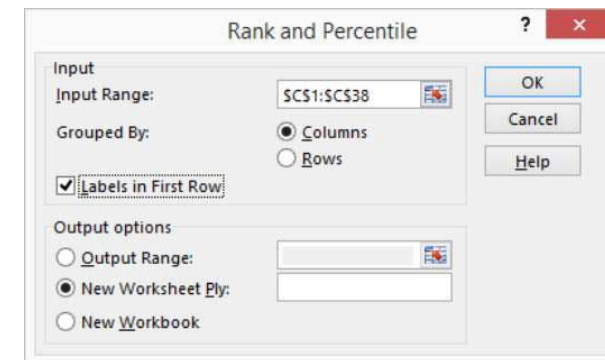 Rank and Percentile
? ×
Input
Input Range:
$C$1:$C$38
OK
Grouped By:
Columns
Cancel
Rows
Help
Labels in First Row
Output options
Output Range:
New Worksheet Ply:
New Workbook